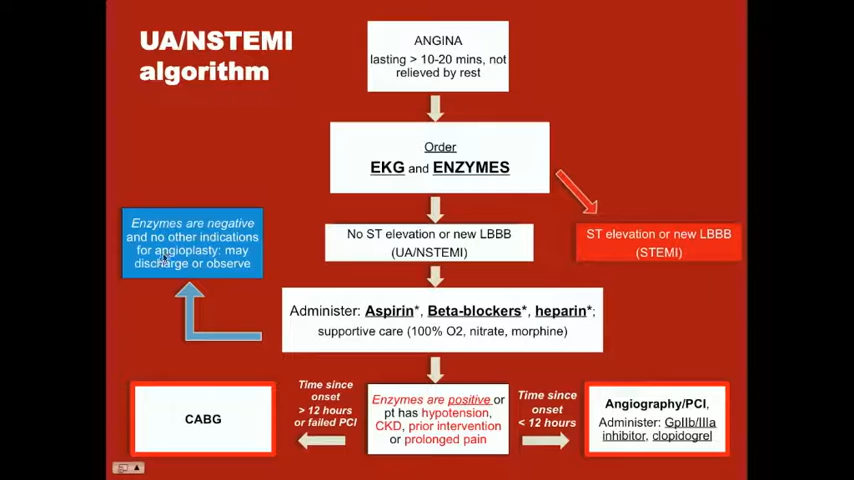 UA/NSTEMI
algorithm
ANGINA
lasting > 10-20 mins, not
relieved by rest
Order
EKG and ENZYMES
Enzymes are negative
and no other indications
for angioplasty: may
discharge or observe
No ST elevation or new LBBB
(UA/NSTEMI)
ST elevation or new LBBB
(STEMI)
Administer: Aspirin*, Beta-blockers*, heparin*;
supportive care (100% O2, nitrate, morphine)
CABG
Time since
onset
> 12 hours
or failed PCI
Enzymes are positive or
pt has hypotension,
CKD, prior intervention
or prolonged pain
Time since
onset
< 12 hours
Angiography/PCI,
Administer: GpIIb/IIIa
inhibitor, clopidogrel